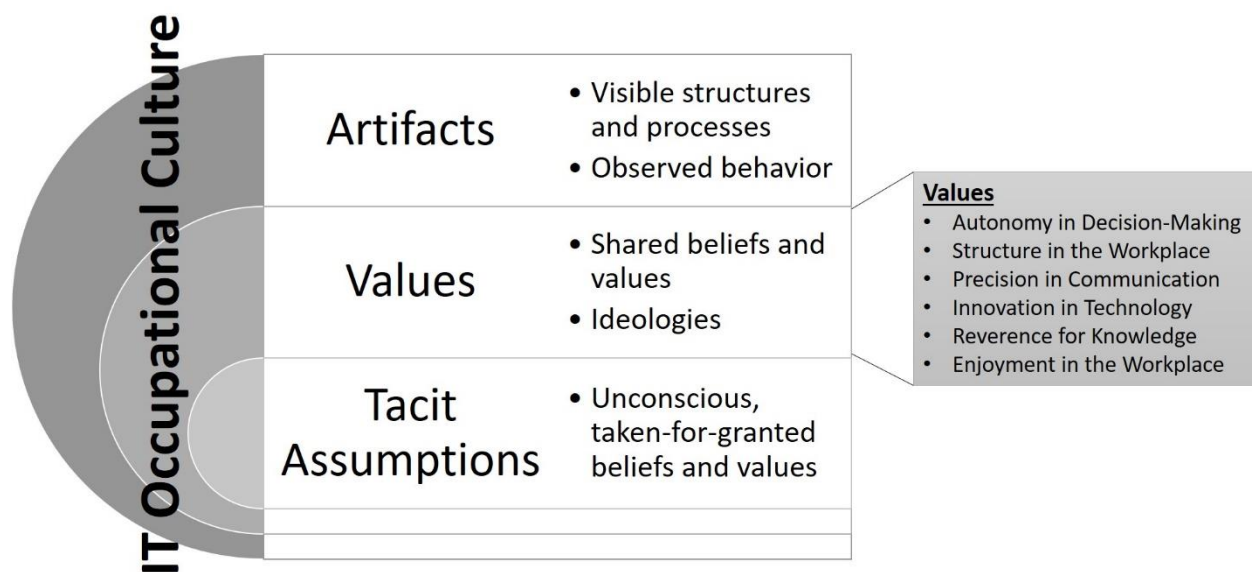 IT Occupational Culture
Artifacts
• Visible structures
and processes
• Observed behavior
Values
• Shared beliefs and
values
• Ideologies
Tacit
Assumptions
• Unconscious,
taken-for-granted
beliefs and values
Values
• Autonomy in Decision-Making
• Structure in the Workplace
• Precision in Communication
• Innovation in Technology
• Reverence for Knowledge
• Enjoyment in the Workplace